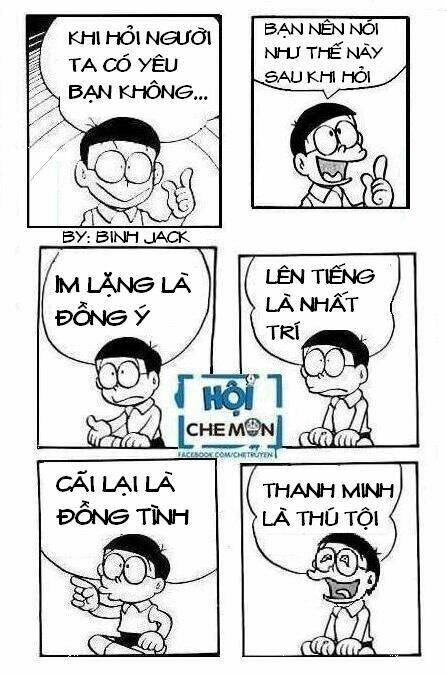 KHI HỎI NGƯỜI
TA CÓ YÊU
BẠN KHÔNG...
BẠN NÊN NÓI
NHƯ THẾ NÀY
SAU KHI HỎI
BY: BINH JACK
IM LẶNG LÀ
ĐỒNG Ý
LÊN TIẾNG
LÀ NHẤT
TRÍ
HỘI
CHE MON
FACEBOOK.COM/CHETRUYEN
CÃI LẠI LÀ
ĐỒNG TÌNH
THANH MINH
LÀ THÚ TỘI